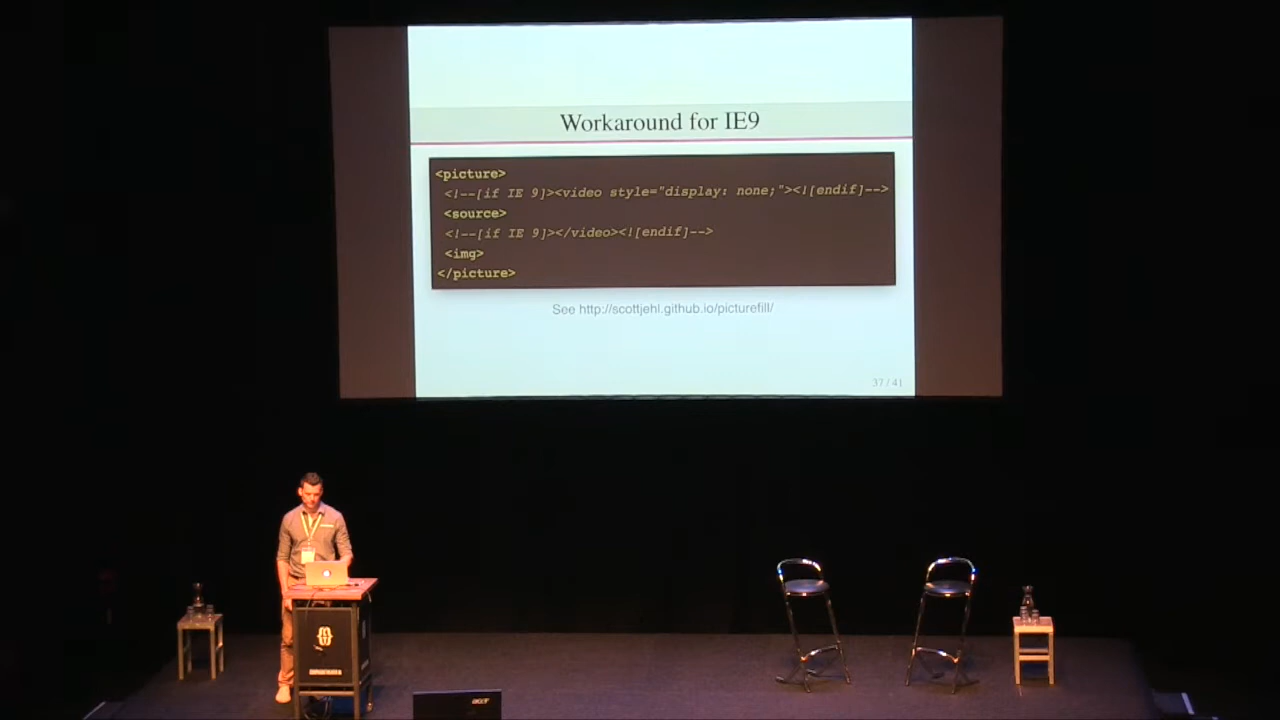 Workaround for IE9
<picture>
<!--[if IE 9]><video style="display: none;"><![endif]-->
<source>
<!--[if IE 9]></video><![endif]-->
<img>
</picture>
See http://scottjehl.github.io/picturefill/
37 / 41
acer